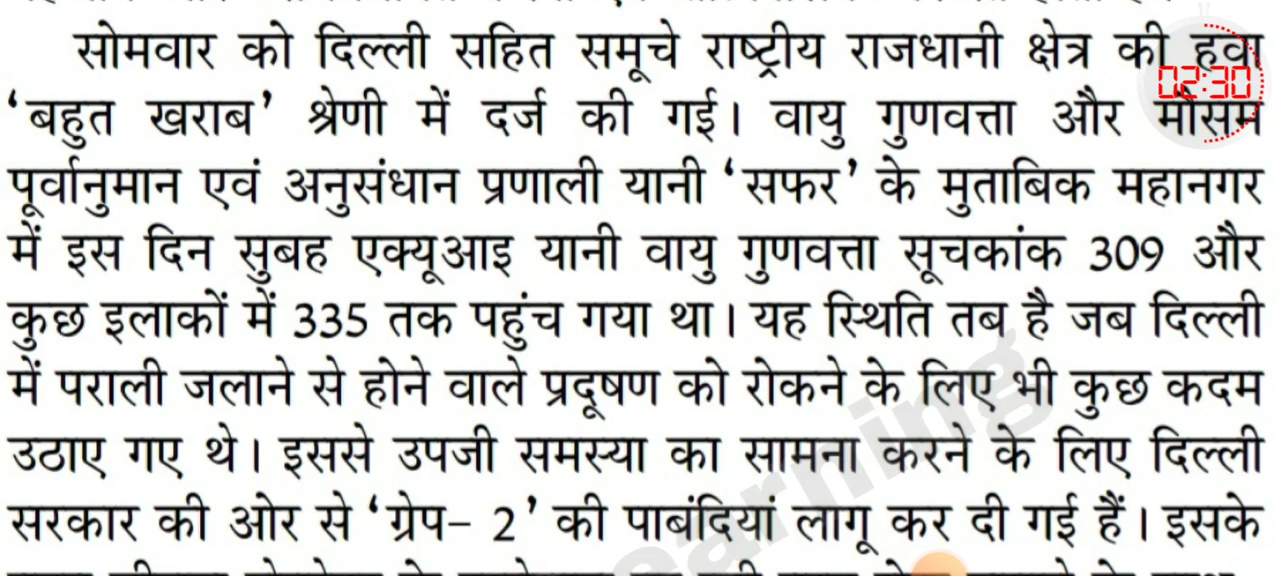 सोमवार को दिल्ली सहित समूचे राष्ट्रीय राजधानी क्षेत्र की हवा
02:30
‘बहुत खराब’ श्रेणी में दर्ज की गई। वायु गुणवत्ता और मौसम
पूर्वानुमान एवं अनुसंधान प्रणाली यानी ‘सफर’ के मुताबिक महानगर
में इस दिन सुबह एक्यूआइ यानी वायु गुणवत्ता सूचकांक 309 और
कुछ इलाकों में 335 तक पहुंच गया था। यह स्थिति तब है जब दिल्ली
में पराली जलाने से होने वाले प्रदूषण को रोकने के लिए भी कुछ कदम
उठाए गए थे। इससे उपजी समस्या का सामना करने के लिए दिल्ली
सरकार की ओर से ‘ग्रेप– 2’ की पाबंदियां लागू कर दी गई हैं। इसके